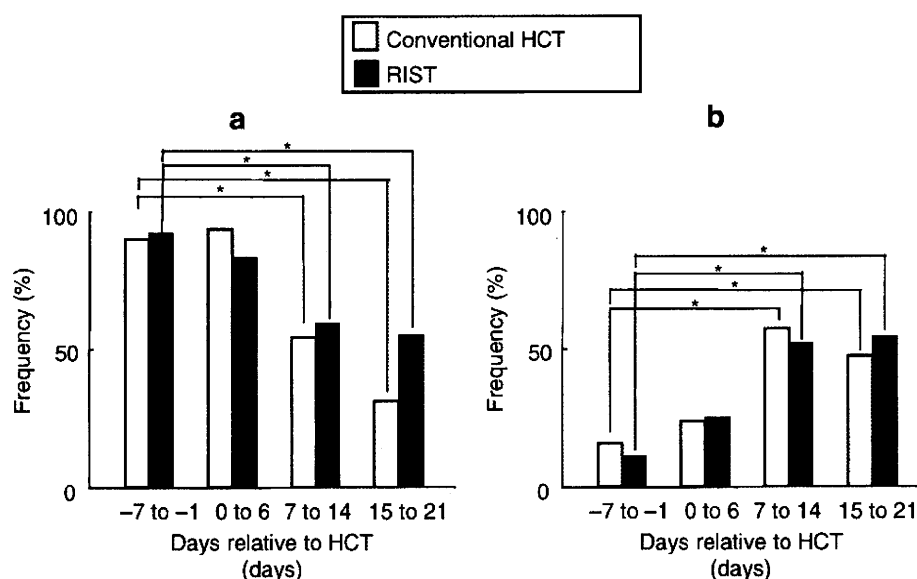 Conventional HCT
RIST
a
*
*
*
*
100
50
0
Frequency (%)
–7 to –1 0 to 6 7 to 14 15 to 21
Days relative to HCT
(days)
b
*
*
*
*
100
50
0
Frequency (%)
–7 to –1 0 to 6 7 to 14 15 to 21
Days relative to HCT
(days)